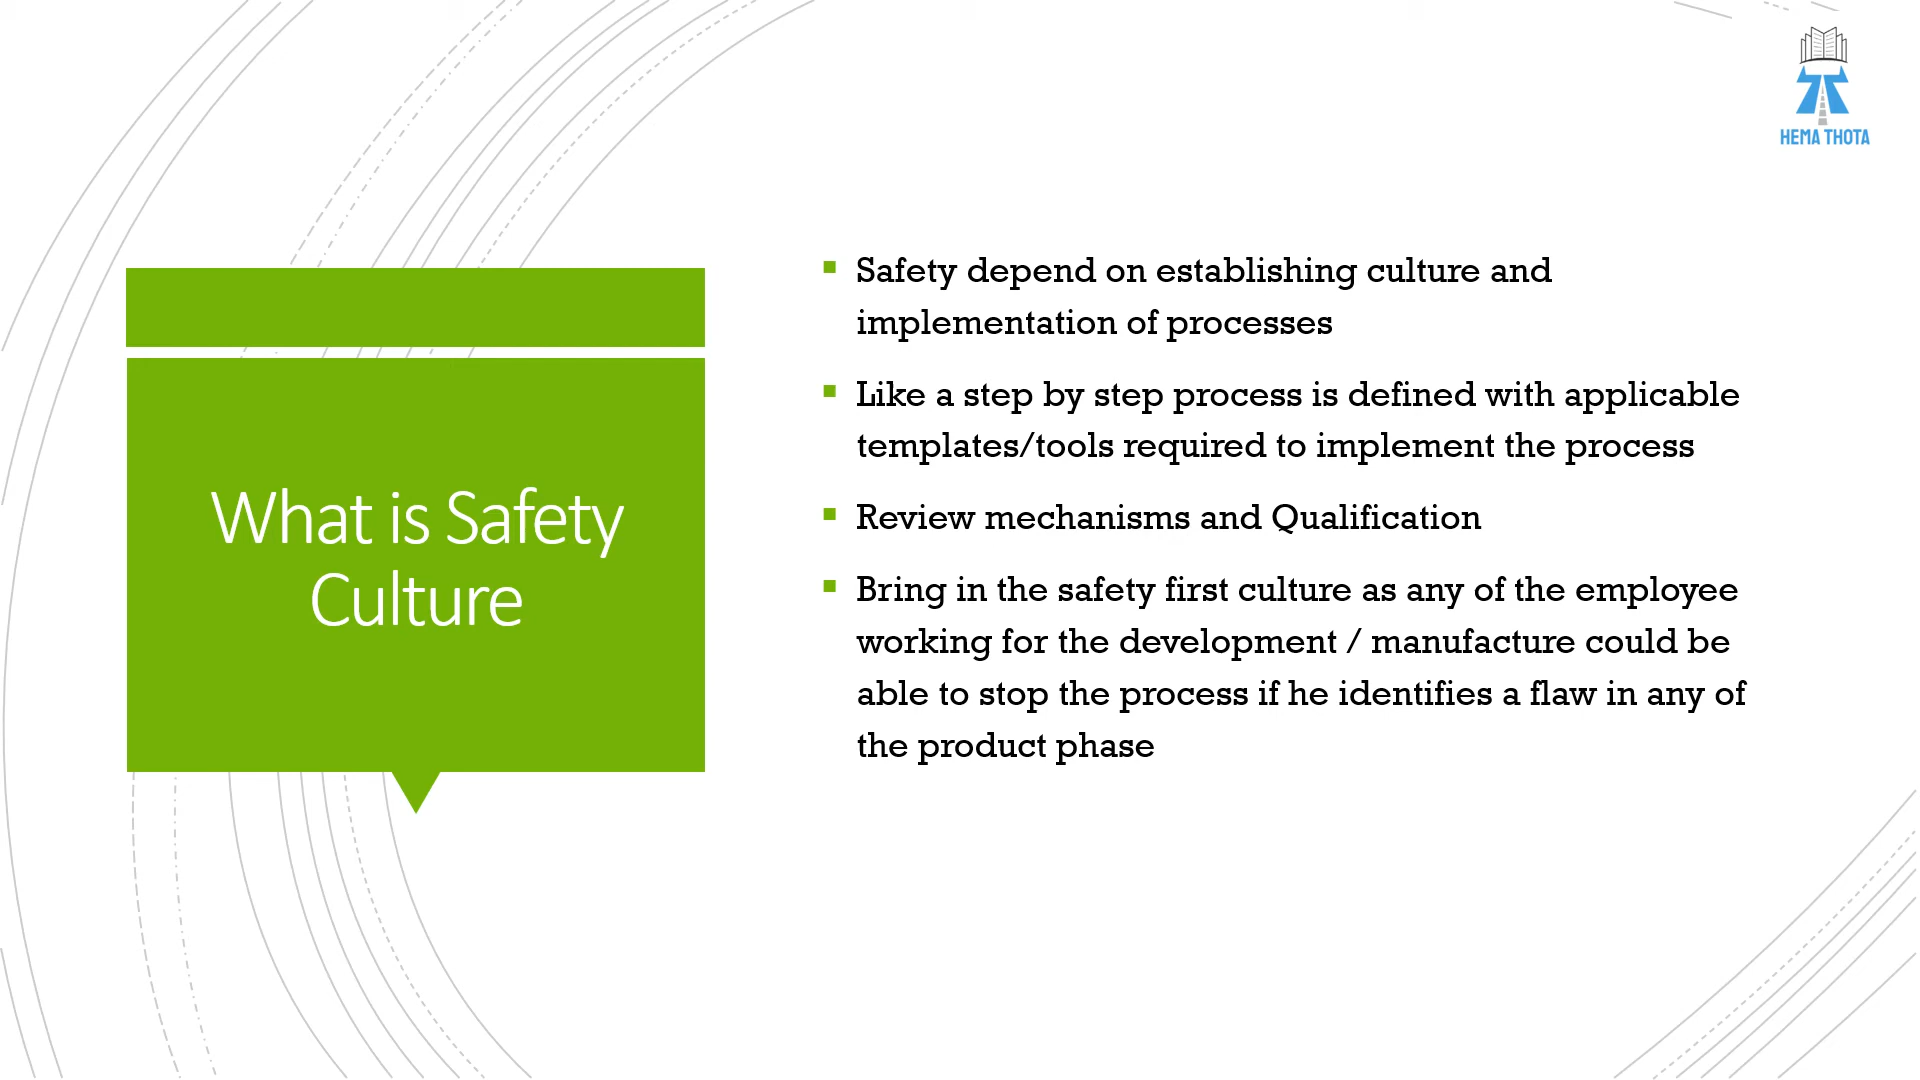 HEMA THOTA
What is Safety
Culture
Safety depend on establishing culture and
implementation of processes
Like a step by step process is defined with applicable
templates/tools required to implement the process
Review mechanisms and Qualification
Bring in the safety first culture as any of the employee
working for the development / manufacture could be
able to stop the process if he identifies a flaw in any of
the product phase